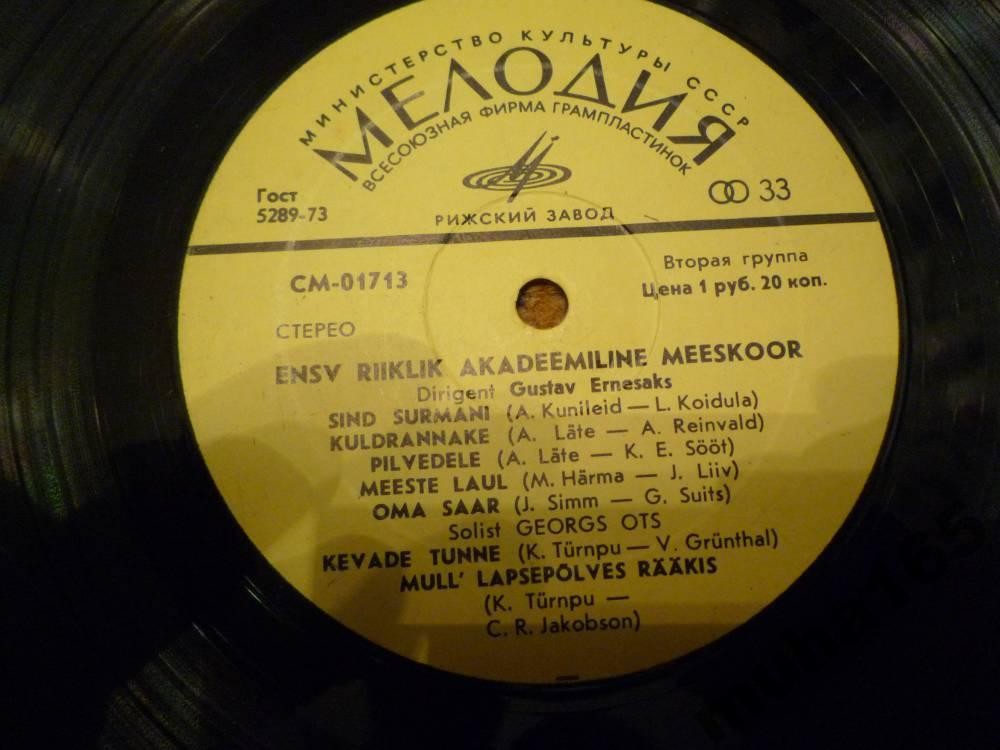 МИНИСТЕРСТВО КУЛЬТУРЫ СССР
МЕЛОДИЯ
ВСЕСОЮЗНАЯ ФИРМА ГРАМПЛАСТИНОК
Гост
5289-73
33
РИЖСКИЙ ЗАВОД
СМ-01713
Вторая группа
Цена 1 руб. 20 коп.
СТЕРЕО
ENSV RIIKLIK AKADEEMILINE MEESKOOR
Dirigent Gustav Ernesaks
SIND SURMANI (A. Kunileid — L. Koidula)
KULDRANNAKE (A. Läte — A. Reinvald)
PILVEDELE (A. Läte — K. E. Sööt)
MEESTE LAUL (M. Härma — J. Liiv)
OMA SAAR (J. Simm — G. Suits)
Solist GEORGS OTS
KEVADE TUNNE (K. Türnpu — V. Grünthal)
MULL' LAPSEPÕLVES RÄÄKIS
(K. Türnpu —
C. R. Jakobson)